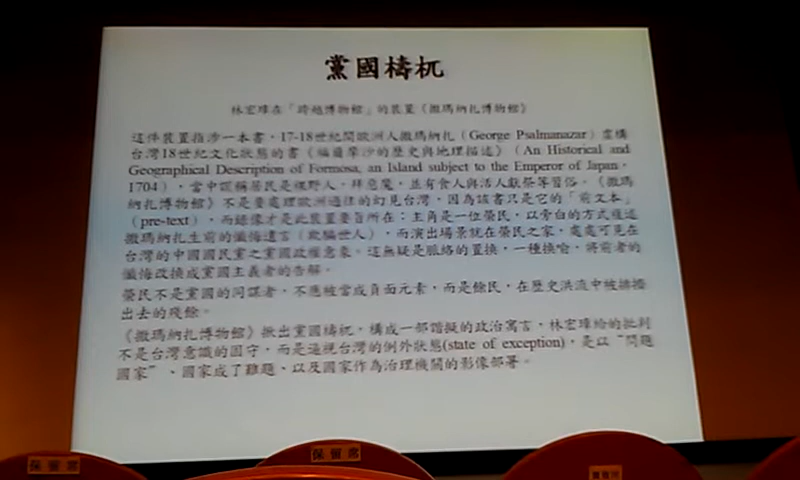 黨國檮杌
林宏璋在「跨越博物館」的裝置《撒瑪納扎博物館》
這件裝置指涉一本書，17-18世紀間歐洲人撒瑪納扎（George Psalmanazar）虛構
台灣18世紀文化狀態的書《福爾摩沙的歷史與地理描述》（An Historical and
Geographical Description of Formosa, an Island subject to the Emperor of Japan，
1704），當中謊稱居民是裸野人，拜惡魔，並有食人與活人獻祭等習俗。《撒瑪
納扎博物館》不是要處理歐洲過往的幻見台灣，因為該書只是它的「前文本」
（pre-text），而錄像才是此裝置要旨所在：主角是一位榮民，以旁白的方式複述
撒瑪納扎生前的懺悔遺言（欺騙世人），而演出場景就在榮民之家，處處可見在
台灣的中國國民黨之黨國政權意象。這無疑是脈絡的置換，一種換喻，將前者的
懺悔改換成黨國主義者的告解。
榮民不是黨國的同謀者，不應被當成負面元素，而是餘民，在歷史洪流中被排擠
出去的殘餘。
《撒瑪納扎博物館》揪出黨國檮杌，構成一部諧擬的政治寓言，林宏璋給的批判
不是台灣意識的固守，而是逼視台灣的例外狀態(state of exception)，是以“問題
國家”、國家成了難題、以及國家作為治理機關的影像部署。
保留席
保留席